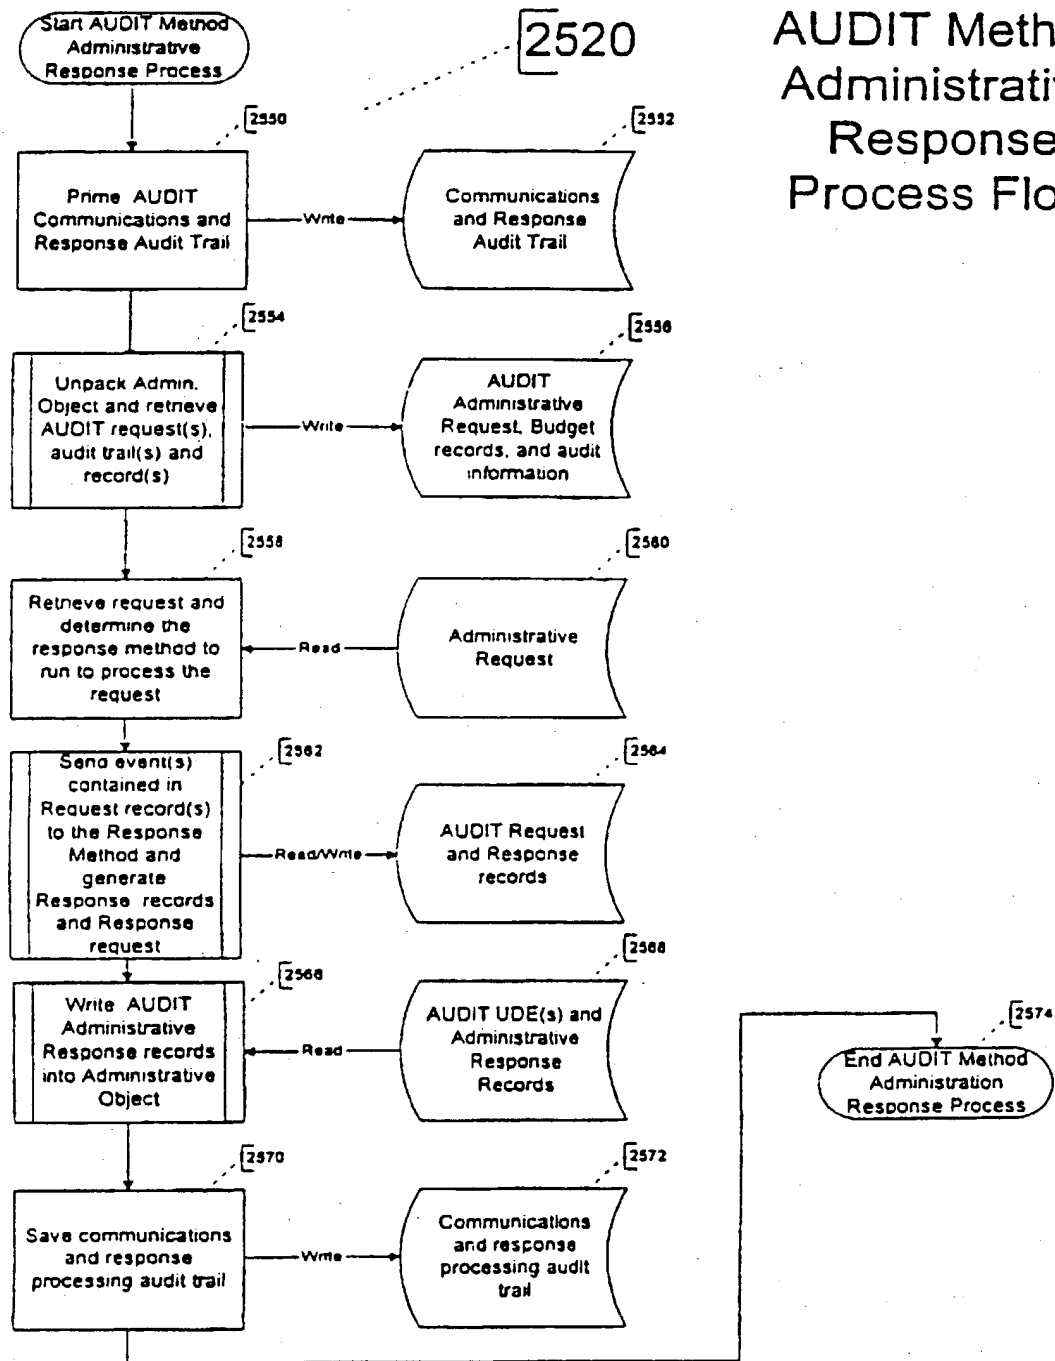 Start AUDIT Method
Administrative
Response Process
2520
AUDIT Meth
Administrati
Response
Process Flo
2550
Prime AUDIT
Communications and
Response Audit Trail
Write
2552
Communications
and Response
Audit Trail
2554
Unpack Admin.
Object and retrieve
AUDIT request(s),
audit trail(s) and
record(s)
Write
2556
AUDIT
Administrative
Request, Budget
records, and audit
information
2558
Retrieve request and
determine the
response method to
run to process the
request
Read
2560
Administrative
Request
2562
Send event(s)
contained in
Request record(s)
to the Response
Method and
generate
Response records
and Response
request
Read/Write
2564
AUDIT Request
and Response
records
2566
Write AUDIT
Administrative
Response records
into Administrative
Object
Read
2568
AUDIT UDE(s) and
Administrative
Response
Records
2570
Save communications
and response
processing audit trail
Write
2572
Communications
and response
processing audit
trail
2574
End AUDIT Method
Administration
Response Process